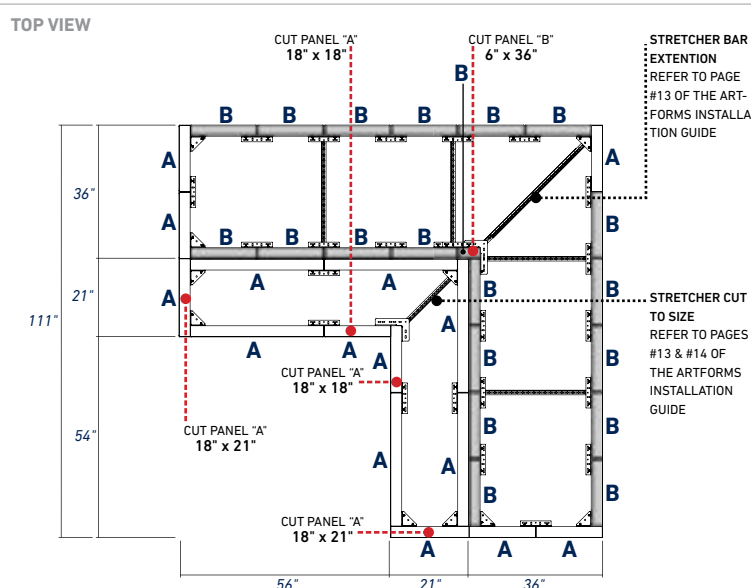 TOP VIEW
CUT PANEL "A"
18" x 18"
CUT PANEL "B"
6" x 36"
STRETCHER BAR
EXTENTION
REFER TO PAGE
#13 OF THE ART-
FORMS INSTALLA
TION GUIDE
B
B B B B B B
A
A
36"
A
B
B B B B
B
A A
21"
A
111"
B
B
STRETCHER CUT
TO SIZE
REFER TO PAGES
#13 & #14 OF
THE ARTFORMS
INSTALLATION
GUIDE
A
A A
A
CUT PANEL "A"
18" x 18"
B
B
54"
CUT PANEL "A"
18" x 21"
A
A
B
B
B
B
CUT PANEL "A"
18" x 21"
A A A
56" 21" 36"